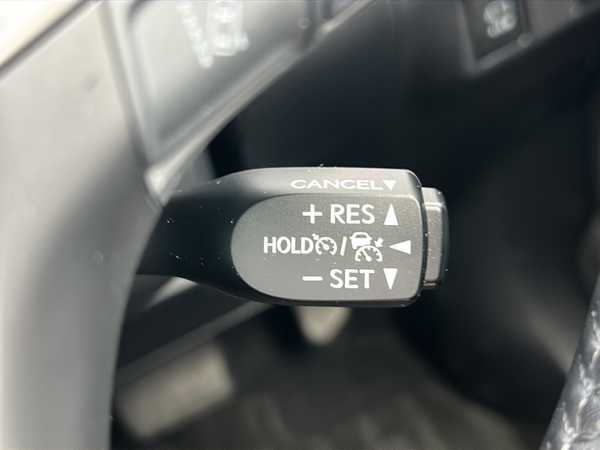 CANCEL▼
+ RES ▲
HOLD / ◀
− SET ▼